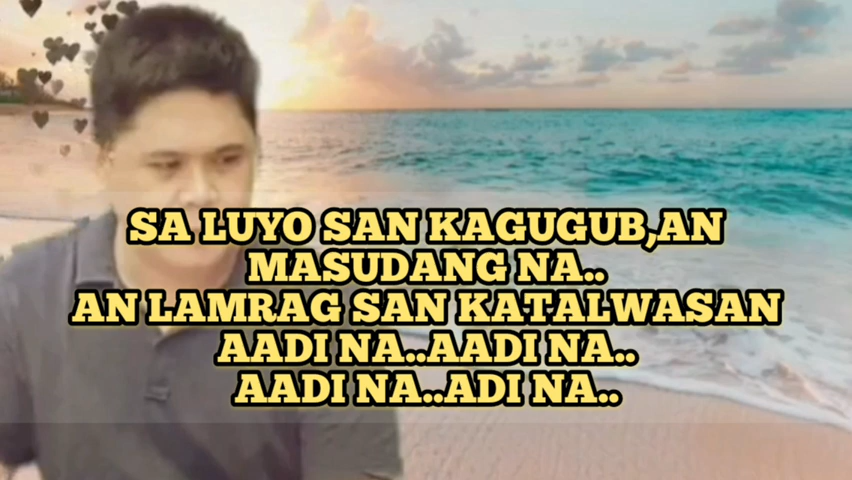 SA LUYO SAN KAGUGUB,AN
MASUDANG NA..
AN LAMRAG SAN KATALWASAN
AADI NA..AADI NA..
AADI NA..ADI NA..